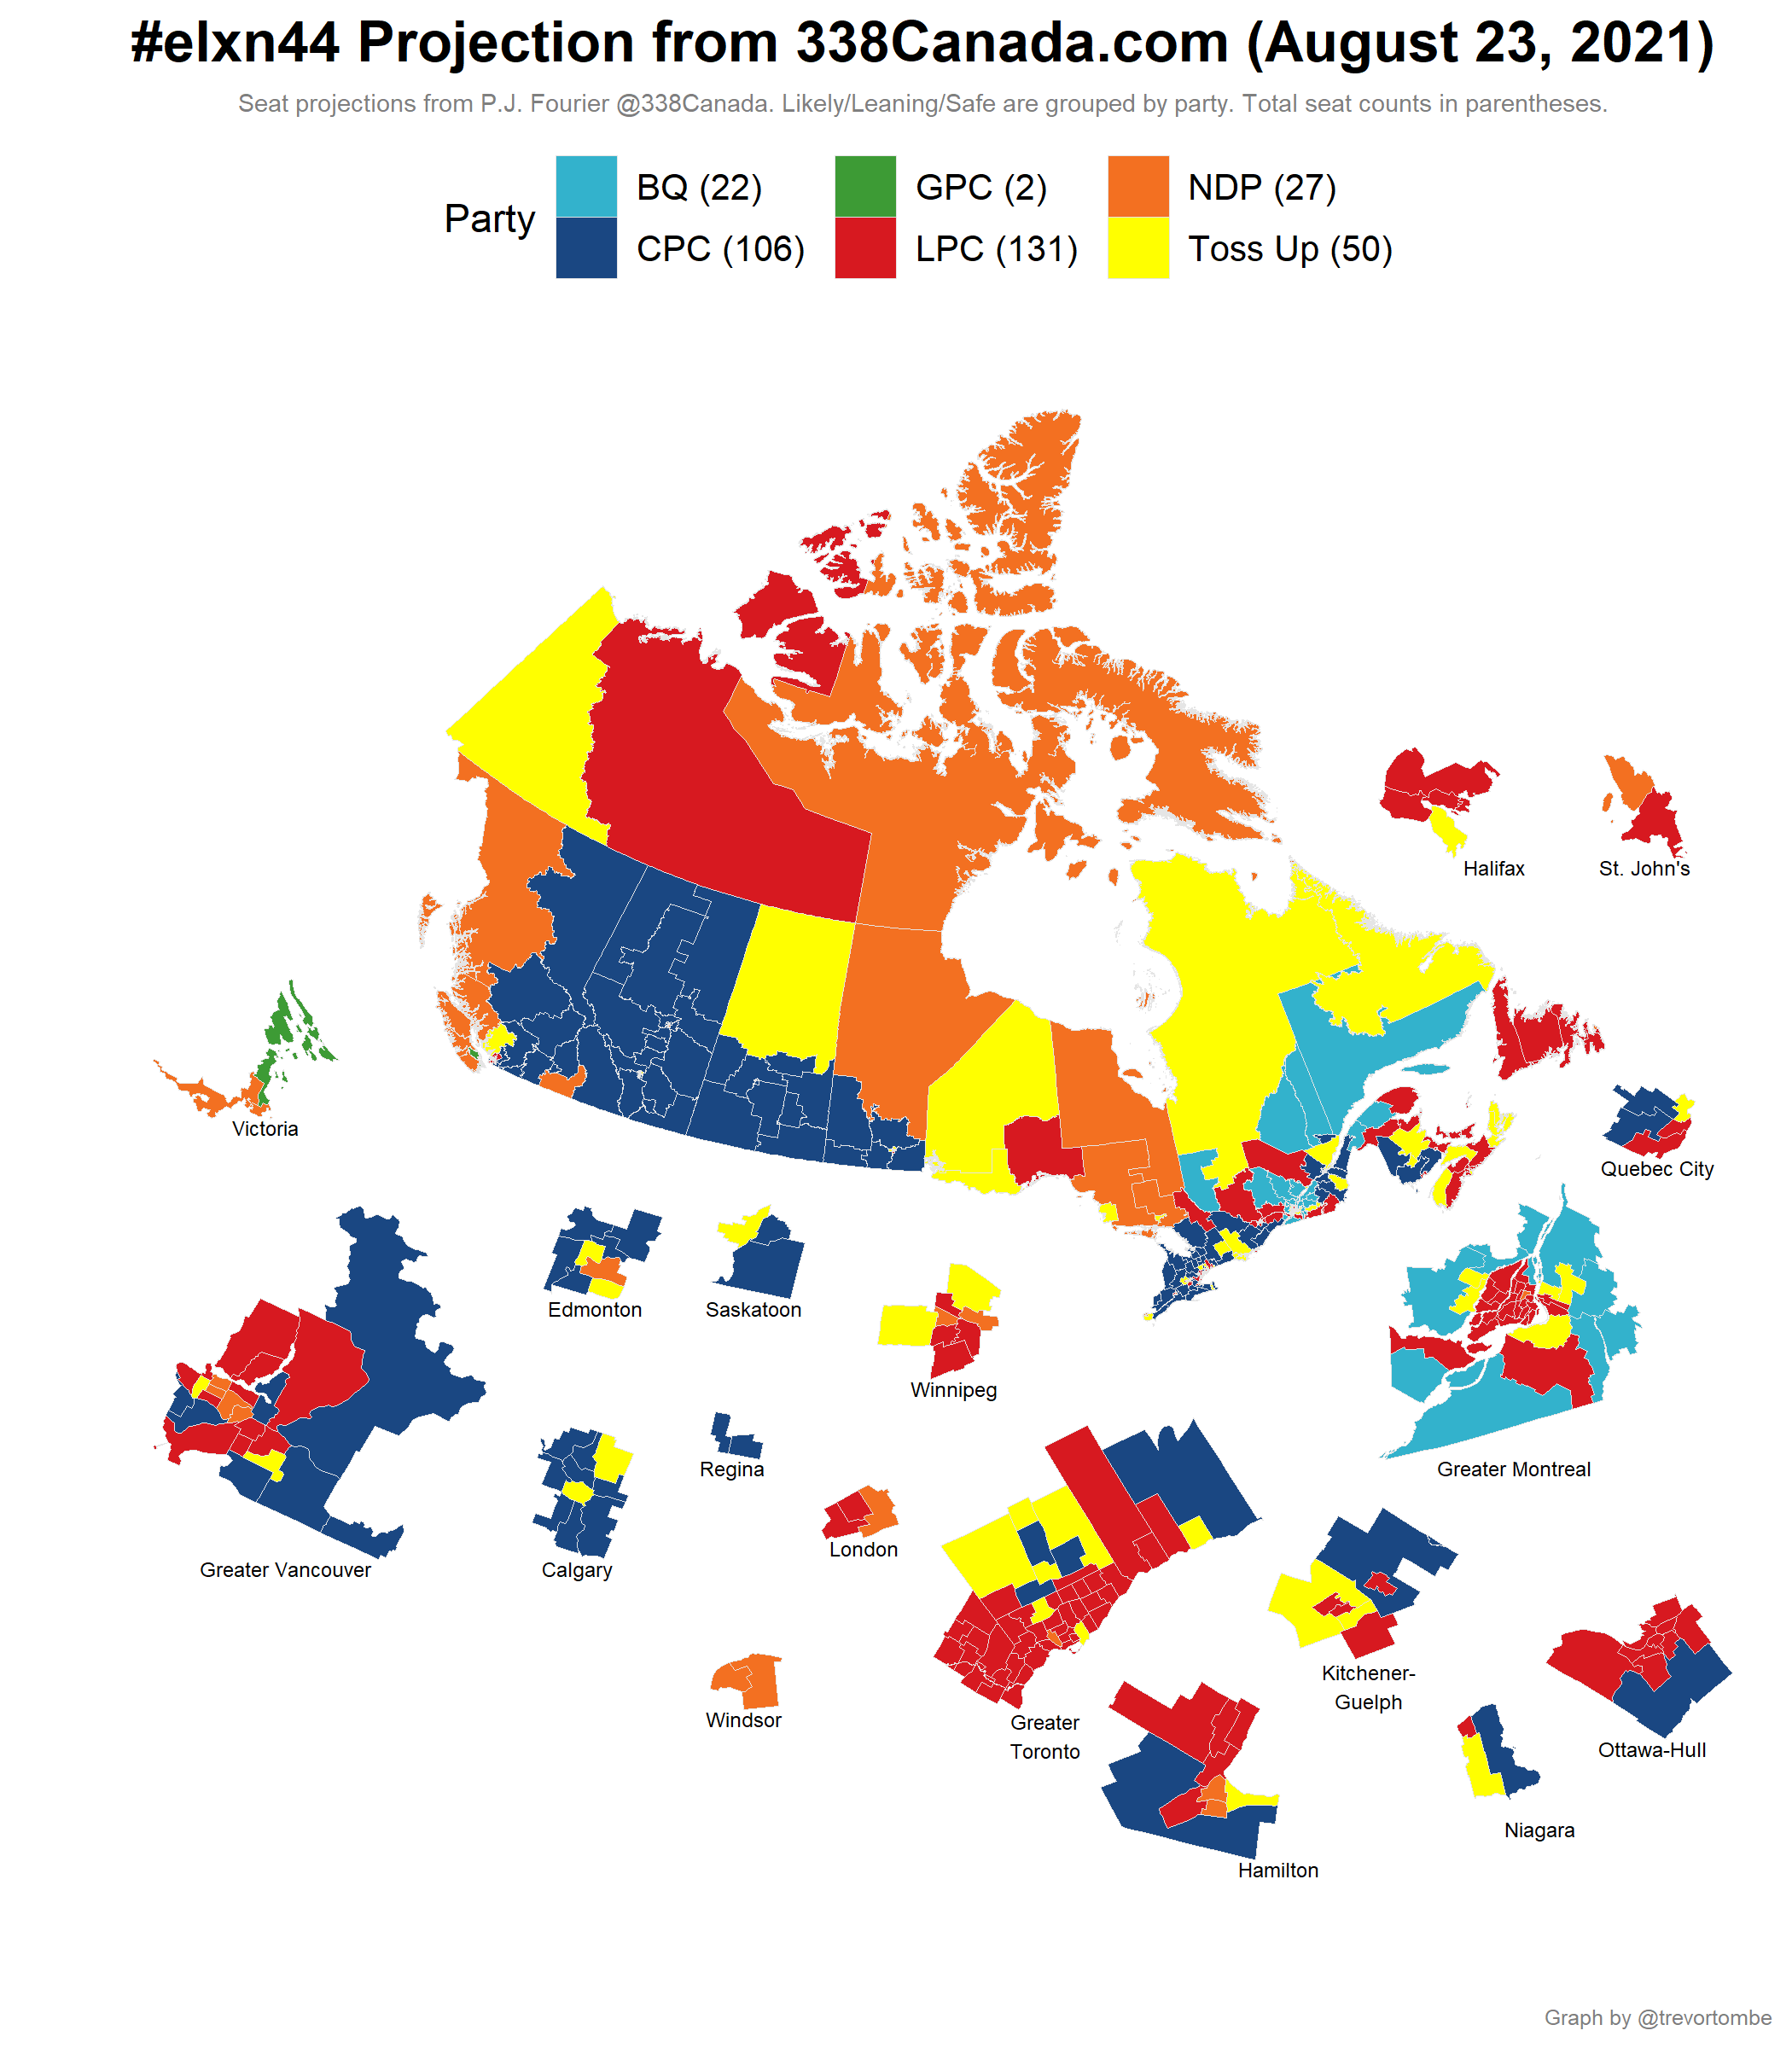 #elxn44 Projection from 338Canada.com (August 23, 2021)
Seat projections from P.J. Fourier @338Canada. Likely/Leaning/Safe are grouped by party. Total seat counts in parentheses.
Party
BQ (22)
GPC (2)
NDP (27)
CPC (106)
LPC (131)
Toss Up (50)
Halifax
St. John's
Victoria
Quebec City
Edmonton
Saskatoon
Winnipeg
Regina
Greater Montreal
London
Greater Vancouver
Calgary
Kitchener-
Guelph
Windsor
Greater
Toronto
Ottawa-Hull
Niagara
Hamilton
Graph by @trevortombe